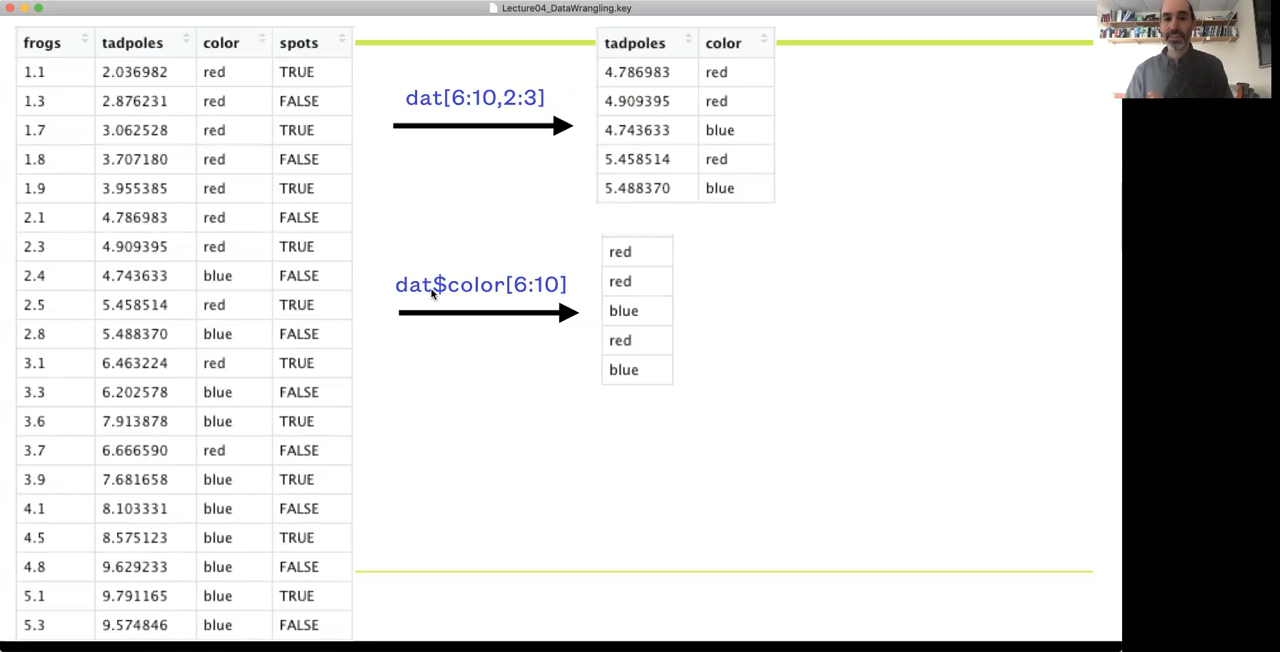 Lecture04_DataWrangling.key
frogs tadpoles color spots
1.1 2.036982 red TRUE
1.3 2.876231 red FALSE
1.7 3.062528 red TRUE
1.8 3.707180 red FALSE
1.9 3.955385 red TRUE
2.1 4.786983 red FALSE
2.3 4.909395 red TRUE
2.4 4.743633 blue FALSE
2.5 5.458514 red TRUE
2.8 5.488370 blue FALSE
3.1 6.463224 red TRUE
3.3 6.202578 blue FALSE
3.6 7.913878 blue TRUE
3.7 6.666590 red FALSE
3.9 7.681658 blue TRUE
4.1 8.103331 blue FALSE
4.5 8.575123 blue TRUE
4.8 9.629233 blue FALSE
5.1 9.791165 blue TRUE
5.3 9.574846 blue FALSE
dat[6:10,2:3]
tadpoles color
4.786983 red
4.909395 red
4.743633 blue
5.458514 red
5.488370 blue
dat$color[6:10]
red
red
blue
red
blue